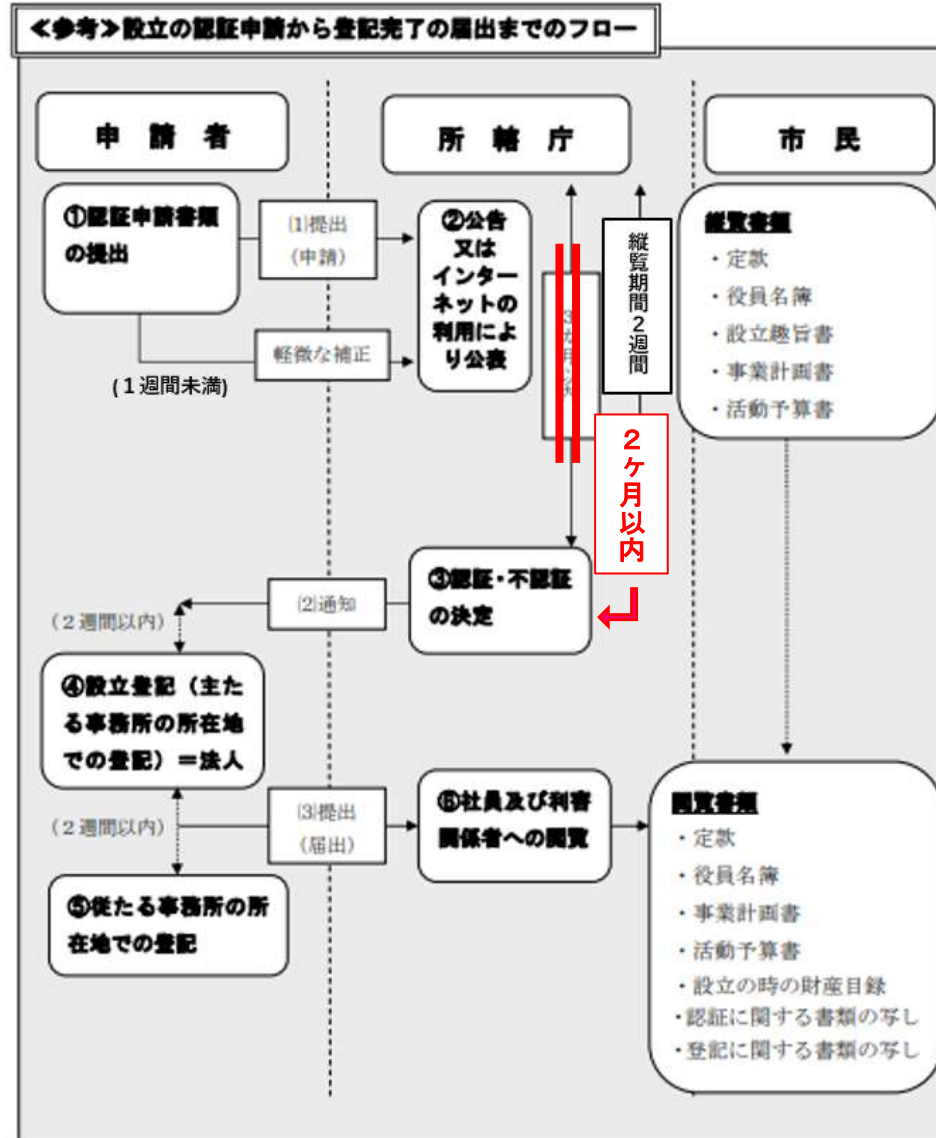 ≪参考≫設立の認証申請から登記完了の届出までのフロー
申請者
所轄庁
市民
①認証申請書類
の提出
⑴提出
(申請)
軽微な補正
(１週間未満)
②公告
又は
インター
ネットの
利用によ
り公表
縦覧期間２週間
２ヶ月以内
縦覧書類
・定款
・役員名簿
・設立趣旨書
・事業計画書
・活動予算書
③認証・不認証
の決定
⑵通知
(２週間以内)
④設立登記（主た
る事務所の所在地
での登記）＝法人
(２週間以内)
⑶提出
(届出)
⑤従たる事務所の所
在地での登記
⑥社員及び利害
関係者への閲覧
閲覧書類
・定款
・役員名簿
・事業計画書
・活動予算書
・設立の時の財産目録
・認証に関する書類の写し
・登記に関する書類の写し